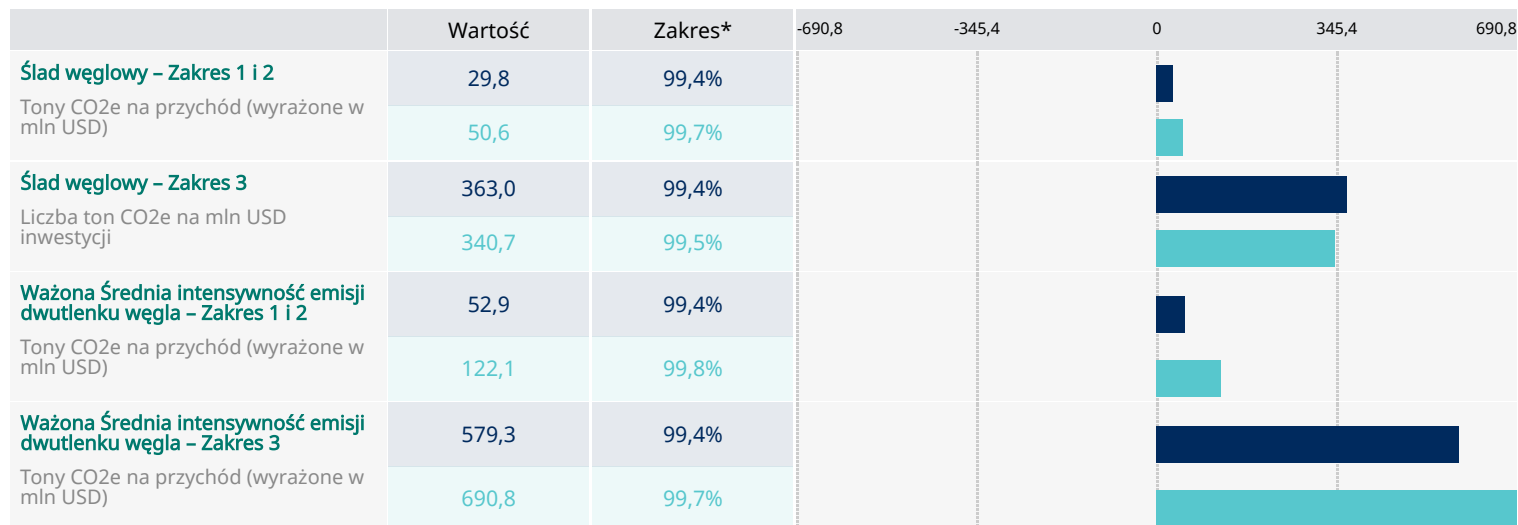 Wartość Zakres* -690,8 -345,4 0 345,4 690,8
Ślad węglowy – Zakres 1 i 2
Tony CO2e na przychód (wyrażone w
mln USD)
29,8 99,4%
50,6 99,7%
Ślad węglowy – Zakres 3
Liczba ton CO2e na mln USD
inwestycji
363,0 99,4%
340,7 99,5%
Ważona Średnia intensywność emisji
dwutlenku węgla – Zakres 1 i 2
Tony CO2e na przychód (wyrażone w
mln USD)
52,9 99,4%
122,1 99,8%
Ważona Średnia intensywność emisji
dwutlenku węgla – Zakres 3
Tony CO2e na przychód (wyrażone w
mln USD)
579,3 99,4%
690,8 99,7%